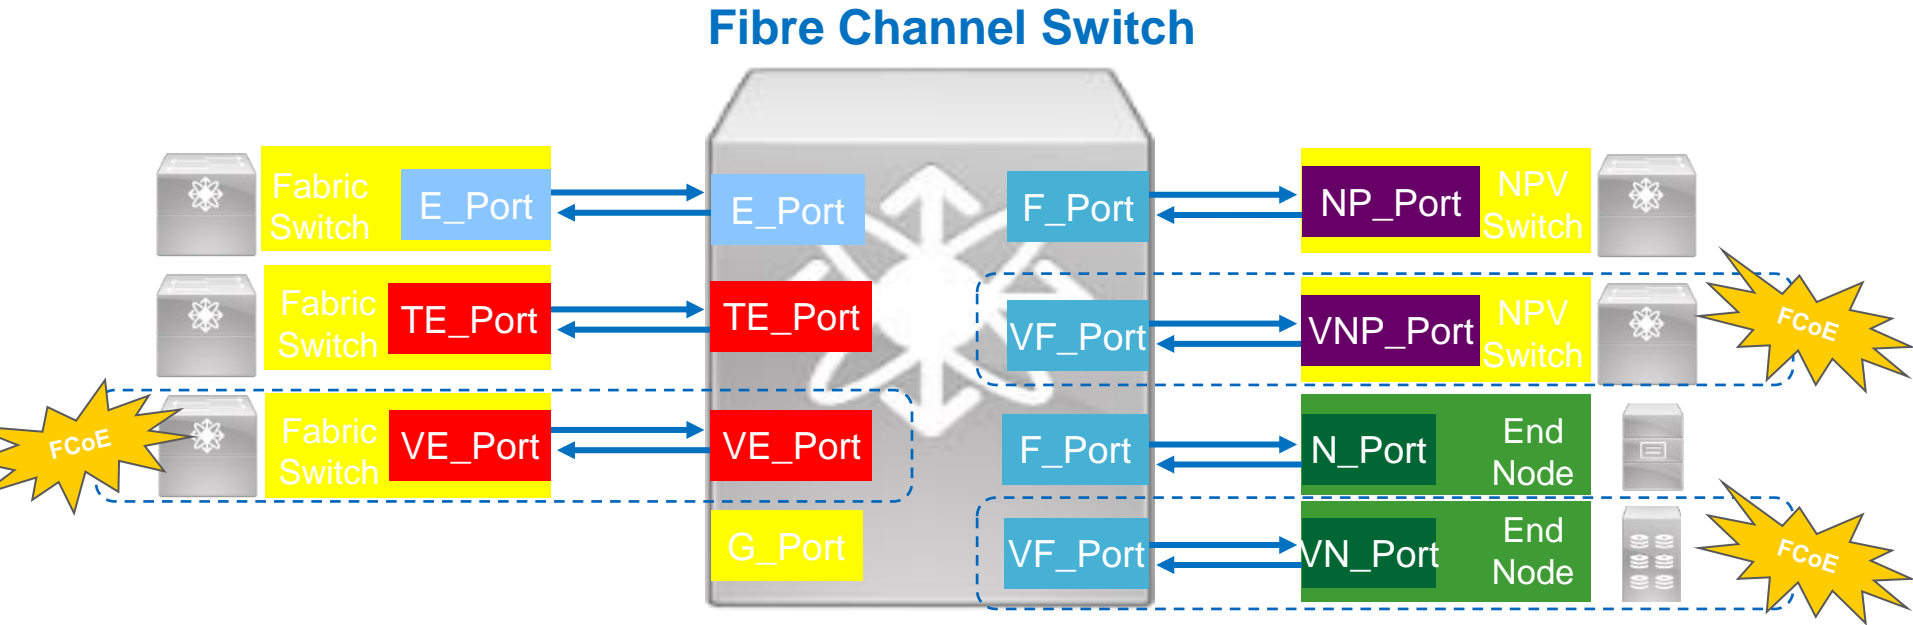 Fibre Channel Switch
Fabric
Switch
E_Port
E_Port
F_Port
NP_Port
NPV
Switch
Fabric
Switch
TE_Port
TE_Port
VF_Port
VNP_Port
NPV
Switch
FCoE
FCoE
Fabric
Switch
VE_Port
VE_Port
F_Port
N_Port
End
Node
G_Port
VF_Port
VN_Port
End
Node
FCoE